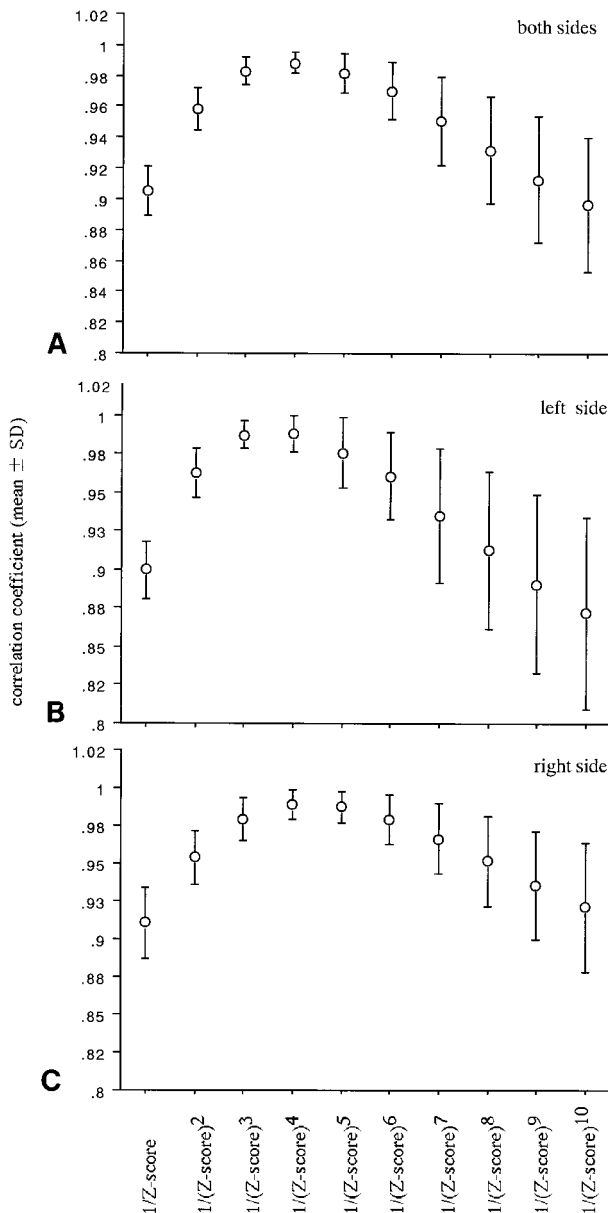 1.02
both sides
1
.98
.96
.94
.92
.9
.88
.86
.84
.82
.8
A
1.02
left side
1
.98
.95
.93
.9
.88
.85
.82
.8
B
correlation coefficient (mean ± SD)
1.02
right side
1
.98
.95
.93
.9
.88
.85
.82
.8
C
1/Z-score
1/(Z-score)2
1/(Z-score)3
1/(Z-score)4
1/(Z-score)5
1/(Z-score)6
1/(Z-score)7
1/(Z-score)8
1/(Z-score)9
1/(Z-score)10